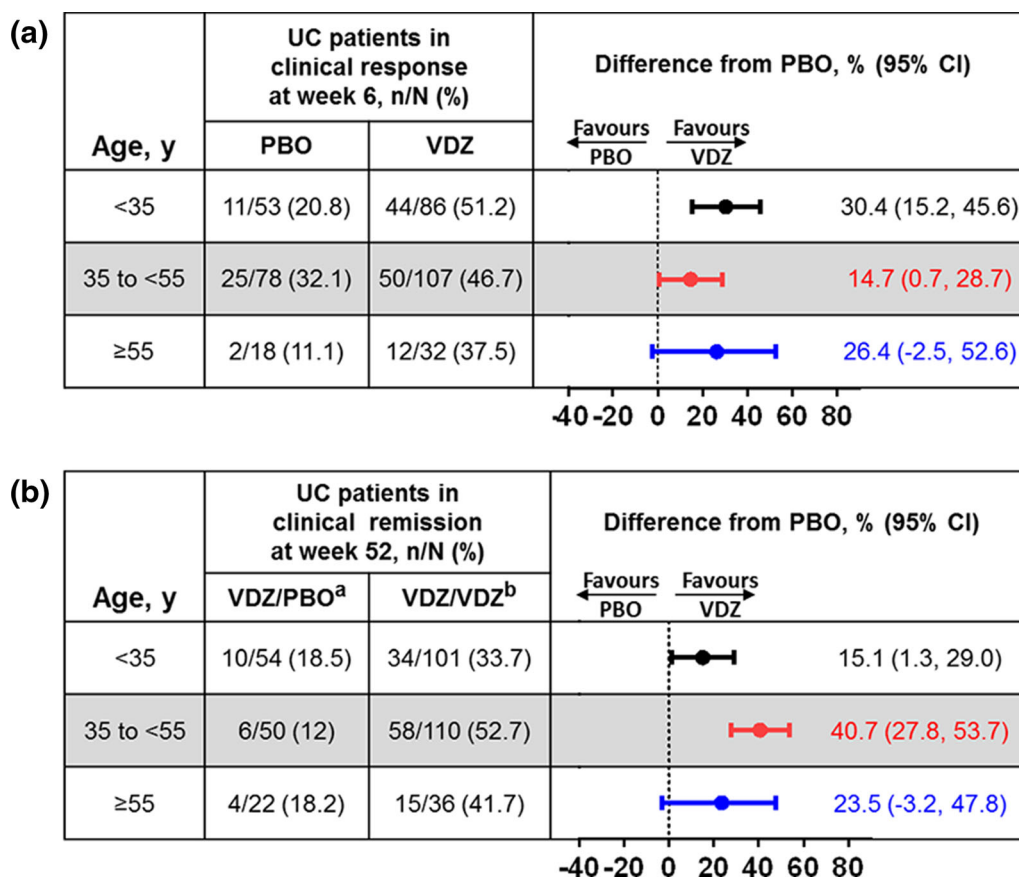 (a)
UC patients in
clinical response
at week 6, n/N (%)
Difference from PBO, % (95% CI)
Age, y
PBO
VDZ
Favours
PBO
Favours
VDZ
<35
11/53 (20.8)
44/86 (51.2)
30.4 (15.2, 45.6)
35 to <55
25/78 (32.1)
50/107 (46.7)
14.7 (0.7, 28.7)
≥55
2/18 (11.1)
12/32 (37.5)
26.4 (-2.5, 52.6)
-40 -20 0 20 40 60 80
(b)
UC patients in
clinical remission
at week 52, n/N (%)
Difference from PBO, % (95% CI)
Age, y
VDZ/PBOᵃ
VDZ/VDZᵇ
Favours
PBO
Favours
VDZ
<35
10/54 (18.5)
34/101 (33.7)
15.1 (1.3, 29.0)
35 to <55
6/50 (12)
58/110 (52.7)
40.7 (27.8, 53.7)
≥55
4/22 (18.2)
15/36 (41.7)
23.5 (-3.2, 47.8)
-40 -20 0 20 40 60 80